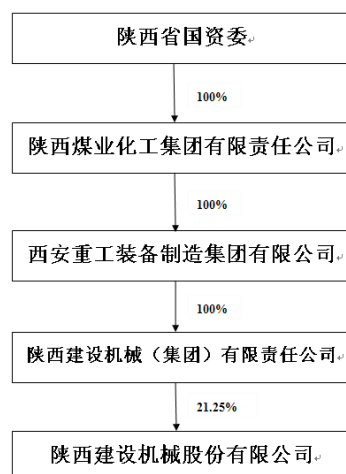 陕西省国资委
100%
陕西煤业化工集团有限责任公司
100%
西安重工装备制造集团有限公司
100%
陕西建设机械（集团）有限责任公司
21.25%
陕西建设机械股份有限公司